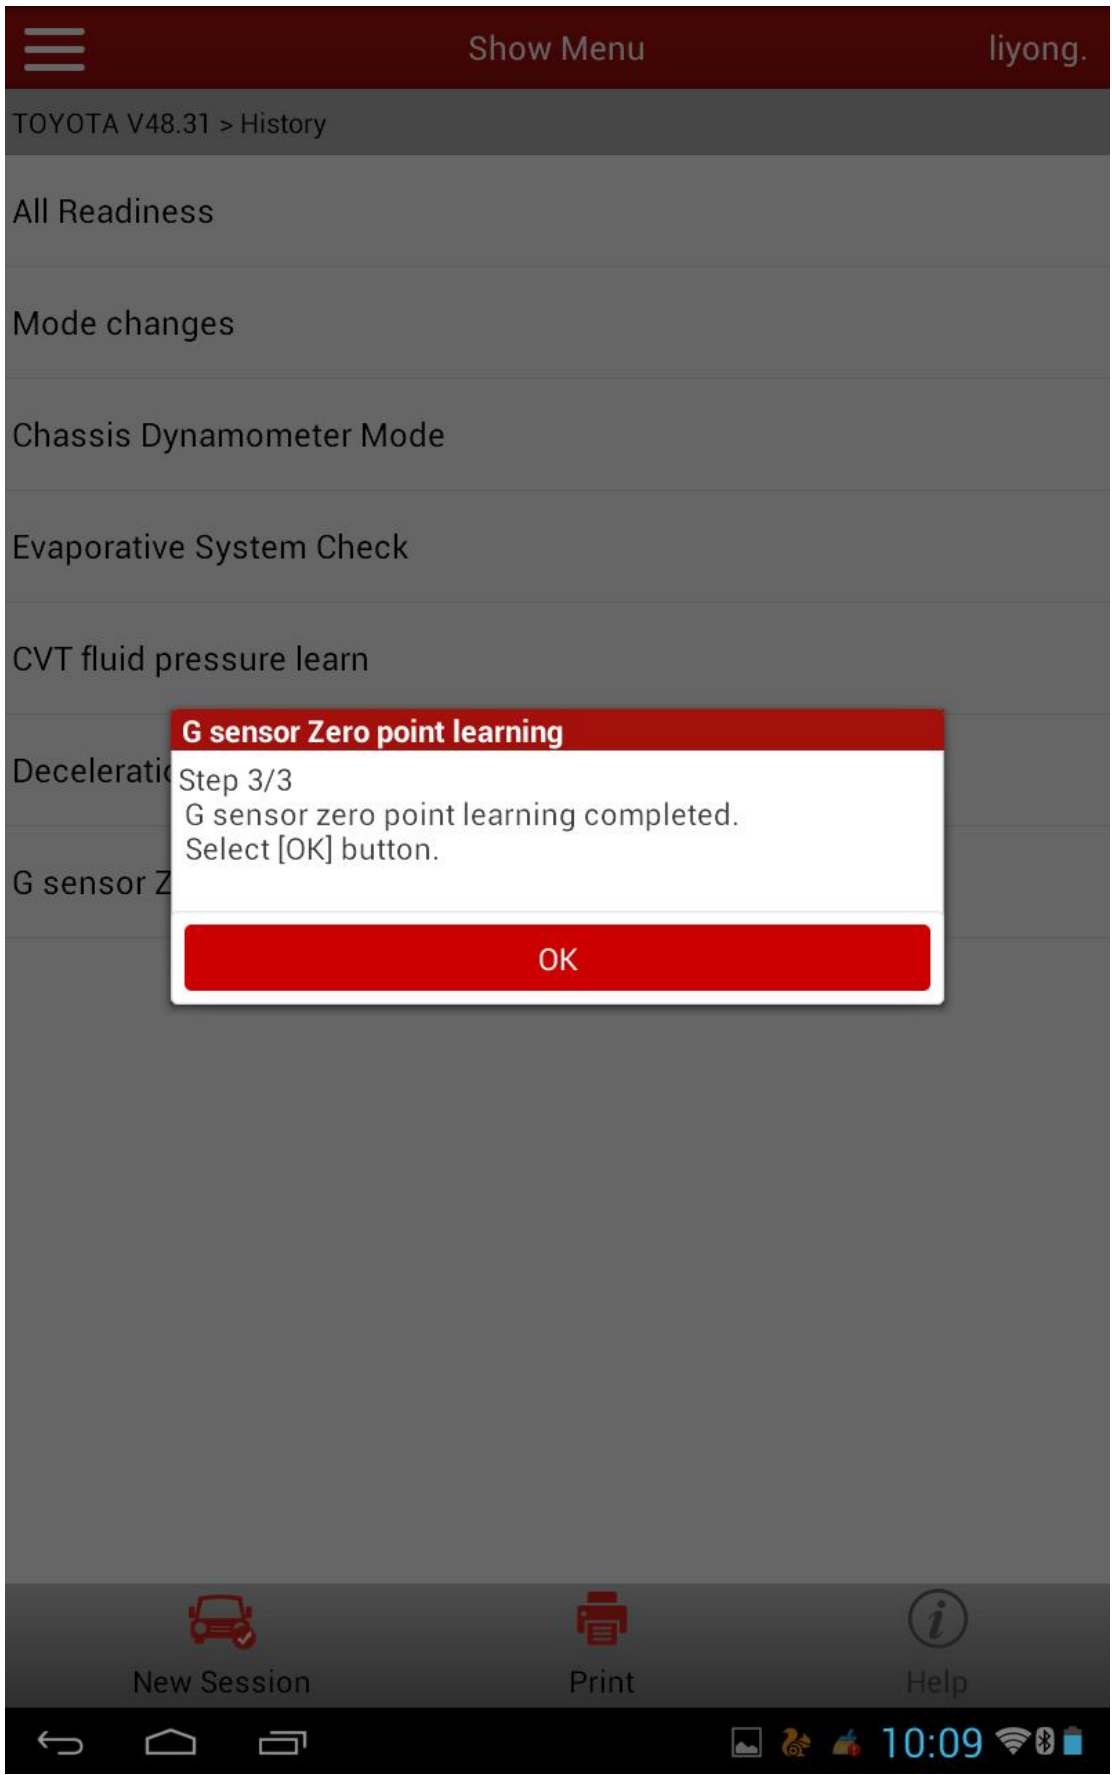 Show Menu
liyong.
TOYOTA V48.31 > History
All Readiness
Mode changes
Chassis Dynamometer Mode
Evaporative System Check
CVT fluid pressure learn
G sensor Zero point learning
Step 3/3
G sensor zero point learning completed.
Select [OK] button.
OK
G sensor
New Session
Print
Help
10:09